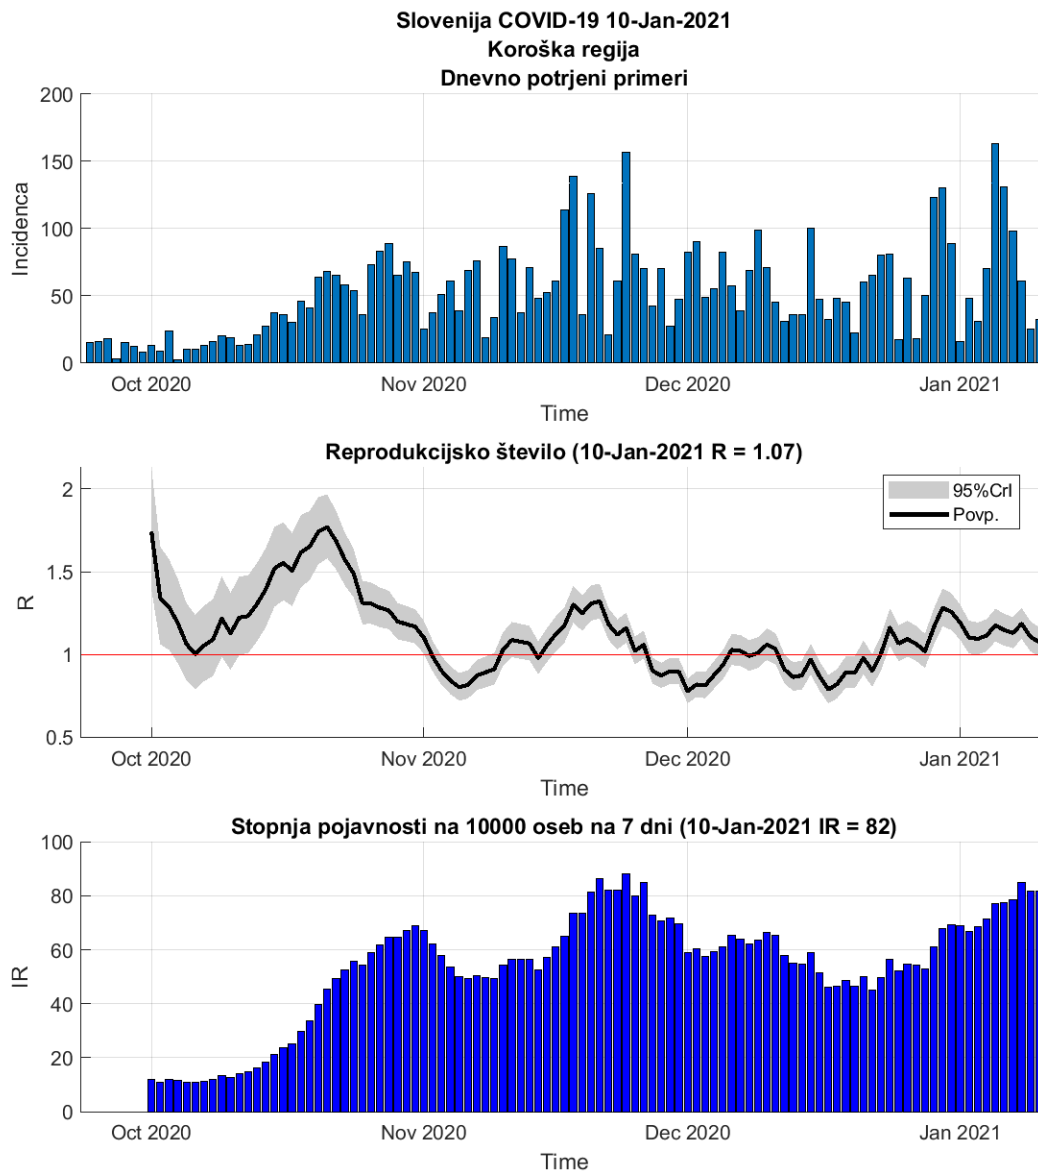 Slovenija COVID-19 10-Jan-2021
Koroška regija
Dnevno potrjeni primeri
200
150
100
50
0
Incidenca
Oct 2020 Nov 2020 Dec 2020 Jan 2021
Time
Reprodukcijsko število (10-Jan-2021 R = 1.07)
95%CrI
Povp.
2
1.5
1
0.5
R
Oct 2020 Nov 2020 Dec 2020 Jan 2021
Time
Stopnja pojavnosti na 10000 oseb na 7 dni (10-Jan-2021 IR = 82)
100
80
60
40
20
0
IR
Oct 2020 Nov 2020 Dec 2020 Jan 2021
Time